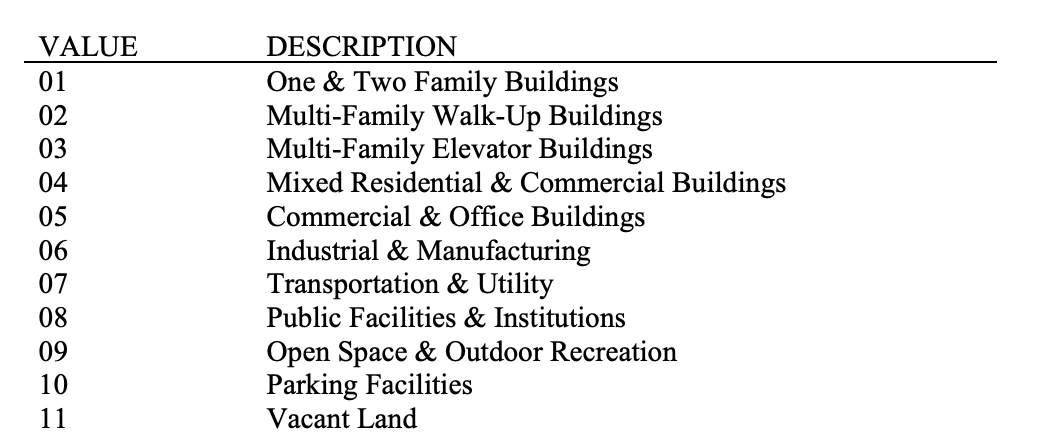 VALUE DESCRIPTION
01 One & Two Family Buildings
02 Multi-Family Walk-Up Buildings
03 Multi-Family Elevator Buildings
04 Mixed Residential & Commercial Buildings
05 Commercial & Office Buildings
06 Industrial & Manufacturing
07 Transportation & Utility
08 Public Facilities & Institutions
09 Open Space & Outdoor Recreation
10 Parking Facilities
11 Vacant Land